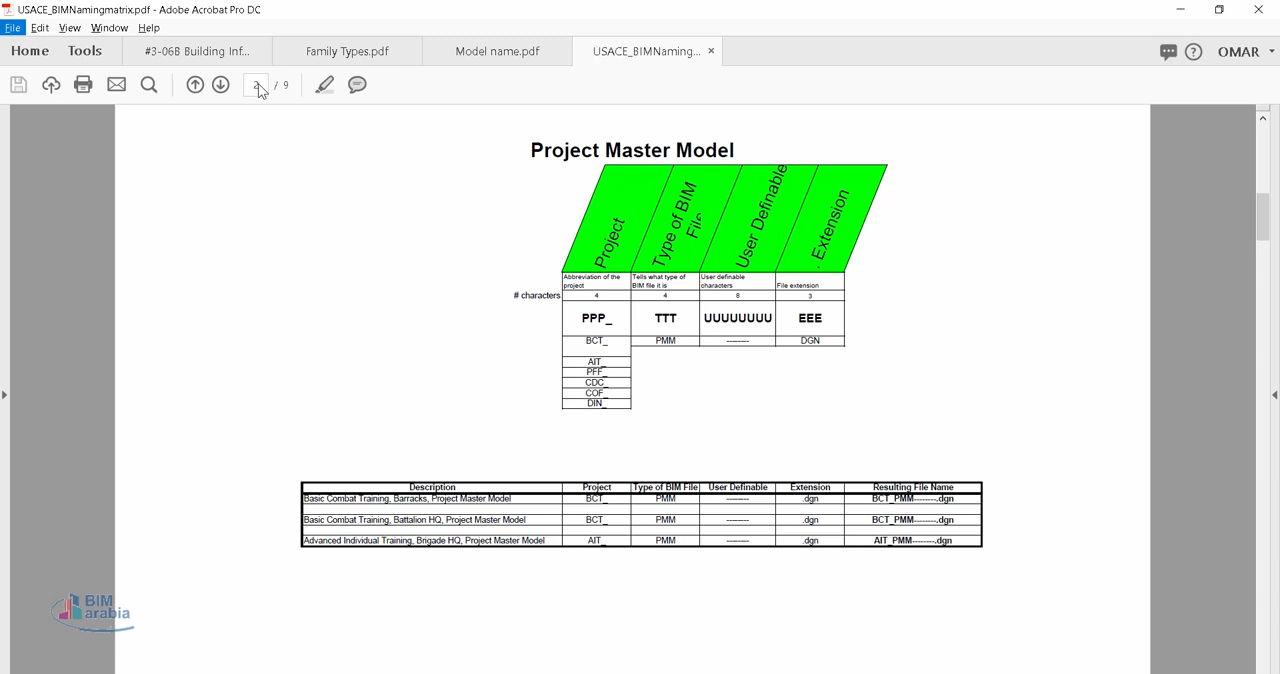 USACE_BIMNamingmatrix.pdf - Adobe Acrobat Pro DC
File Edit View Window Help
Home Tools #3-06B Building Inf... Family Types.pdf Model name.pdf USACE_BIMNaming... × OMAR
2 / 9
Project Master Model
Project
Type of BIM File
User Definable
. Extension
Abbreviation of the project
Tells what type of BIM file it is
User definable characters
File extension
# characters 4 4 8 3
PPP_ TTT UUUUUUUU EEE
BCT_ PMM -------- DGN
AIT_
PFF_
CDC_
COF_
DIN_
Description Project Type of BIM File User Definable Extension Resulting File Name
Basic Combat Training, Barracks, Project Master Model BCT_ PMM -------- .dgn BCT_PMM--------.dgn
Basic Combat Training, Battalion HQ, Project Master Model BCT_ PMM -------- .dgn BCT_PMM--------.dgn
Advanced Individual Training, Brigade HQ, Project Master Model AIT_ PMM -------- .dgn AIT_PMM--------.dgn
BIM
arabia